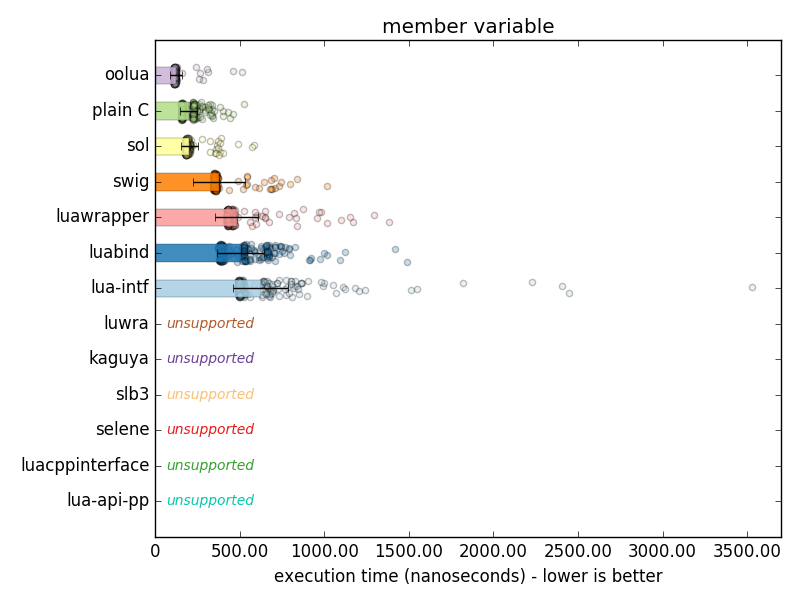 member variable
oolua
plain C
sol
swig
luawrapper
luabind
lua-intf
luwra unsupported
kaguya unsupported
slb3 unsupported
selene unsupported
luacppinterface unsupported
lua-api-pp unsupported
0 500.00 1000.00 1500.00 2000.00 2500.00 3000.00 3500.00
execution time (nanoseconds) - lower is better